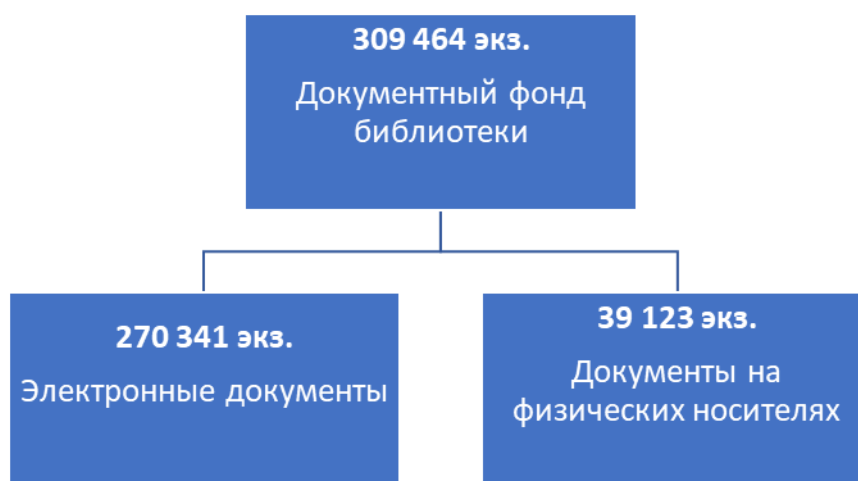 309 464 экз.
Документный фонд
библиотеки
270 341 экз.
Электронные документы
39 123 экз.
Документы на
физических носителях